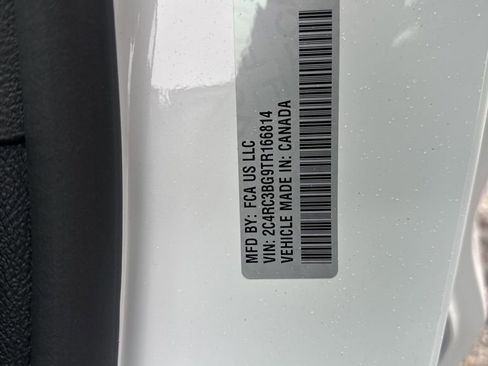 MFD BY: FCA US LLC
VIN: 2C4RC3BG9TR166814
VEHICLE MADE IN: CANADA